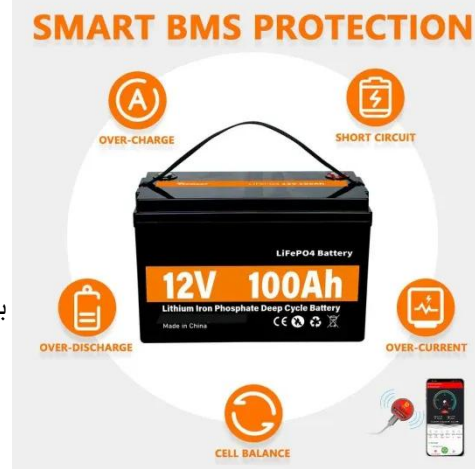 SMART BMS PROTECTION
OVER-CHARGE
SHORT CIRCUIT
LiFePO4 Battery
12V 100Ah
Lithium Iron Phosphate Deep Cycle Battery
Made in China
CE
OVER-DISCHARGE
OVER-CURRENT
CELL BALANCE